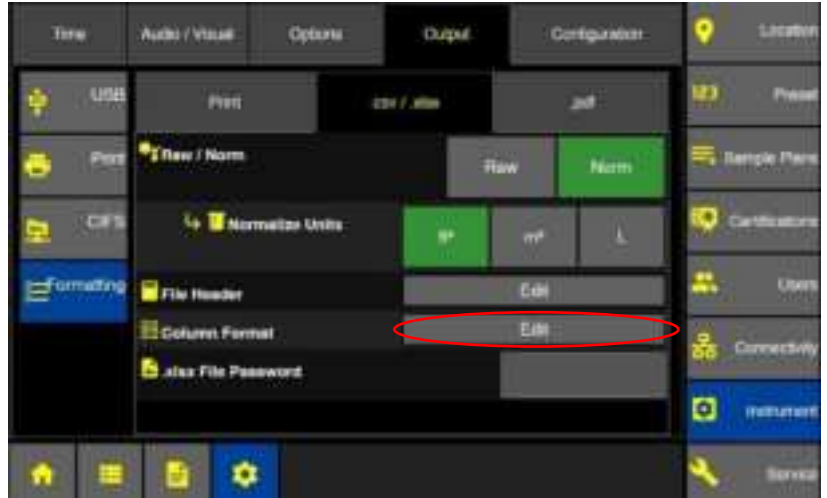 Time Audio / Visual Options Output Configuration Location
USB Print .csv / .xlsx .pdf 123 Preset
Print Raw / Norm Raw Norm Sample Plans
CIFS Normalize Units ft³ m³ L Certifications
Formatting File Header Edit Users
Column Format Edit Connectivity
.xlsx File Password Instrument
Service